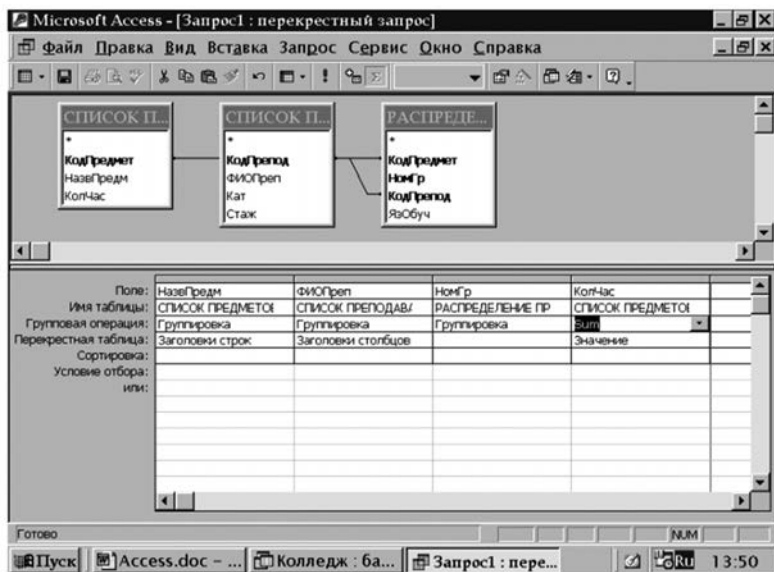 Microsoft Access - [Запрос1 : перекрестный запрос]
Файл Правка Вид Вставка Запрос Сервис Окно Справка
СПИСОК П...
*
КодПредмет
НазвПредм
КолЧас
СПИСОК П...
*
КодПрепод
ФИОПреп
Кат
Стаж
РАСПРЕДЕ...
*
КодПредмет
НомГр
КодПрепод
ЯзОбуч
Поле: НазвПредм ФИОПреп НомГр КолЧас
Имя таблицы: СПИСОК ПРЕДМЕТОВ СПИСОК ПРЕПОДАВА РАСПРЕДЕЛЕНИЕ ПР СПИСОК ПРЕДМЕТОВ
Групповая операция: Группировка Группировка Группировка Sum
Перекрестная таблица: Заголовки строк Заголовки столбцов Значение
Сортировка:
Условие отбора:
или:
Готово NUM
Пуск Access.doc - ... Колледж : ба... Запрос1 : пере... Ru 13:50